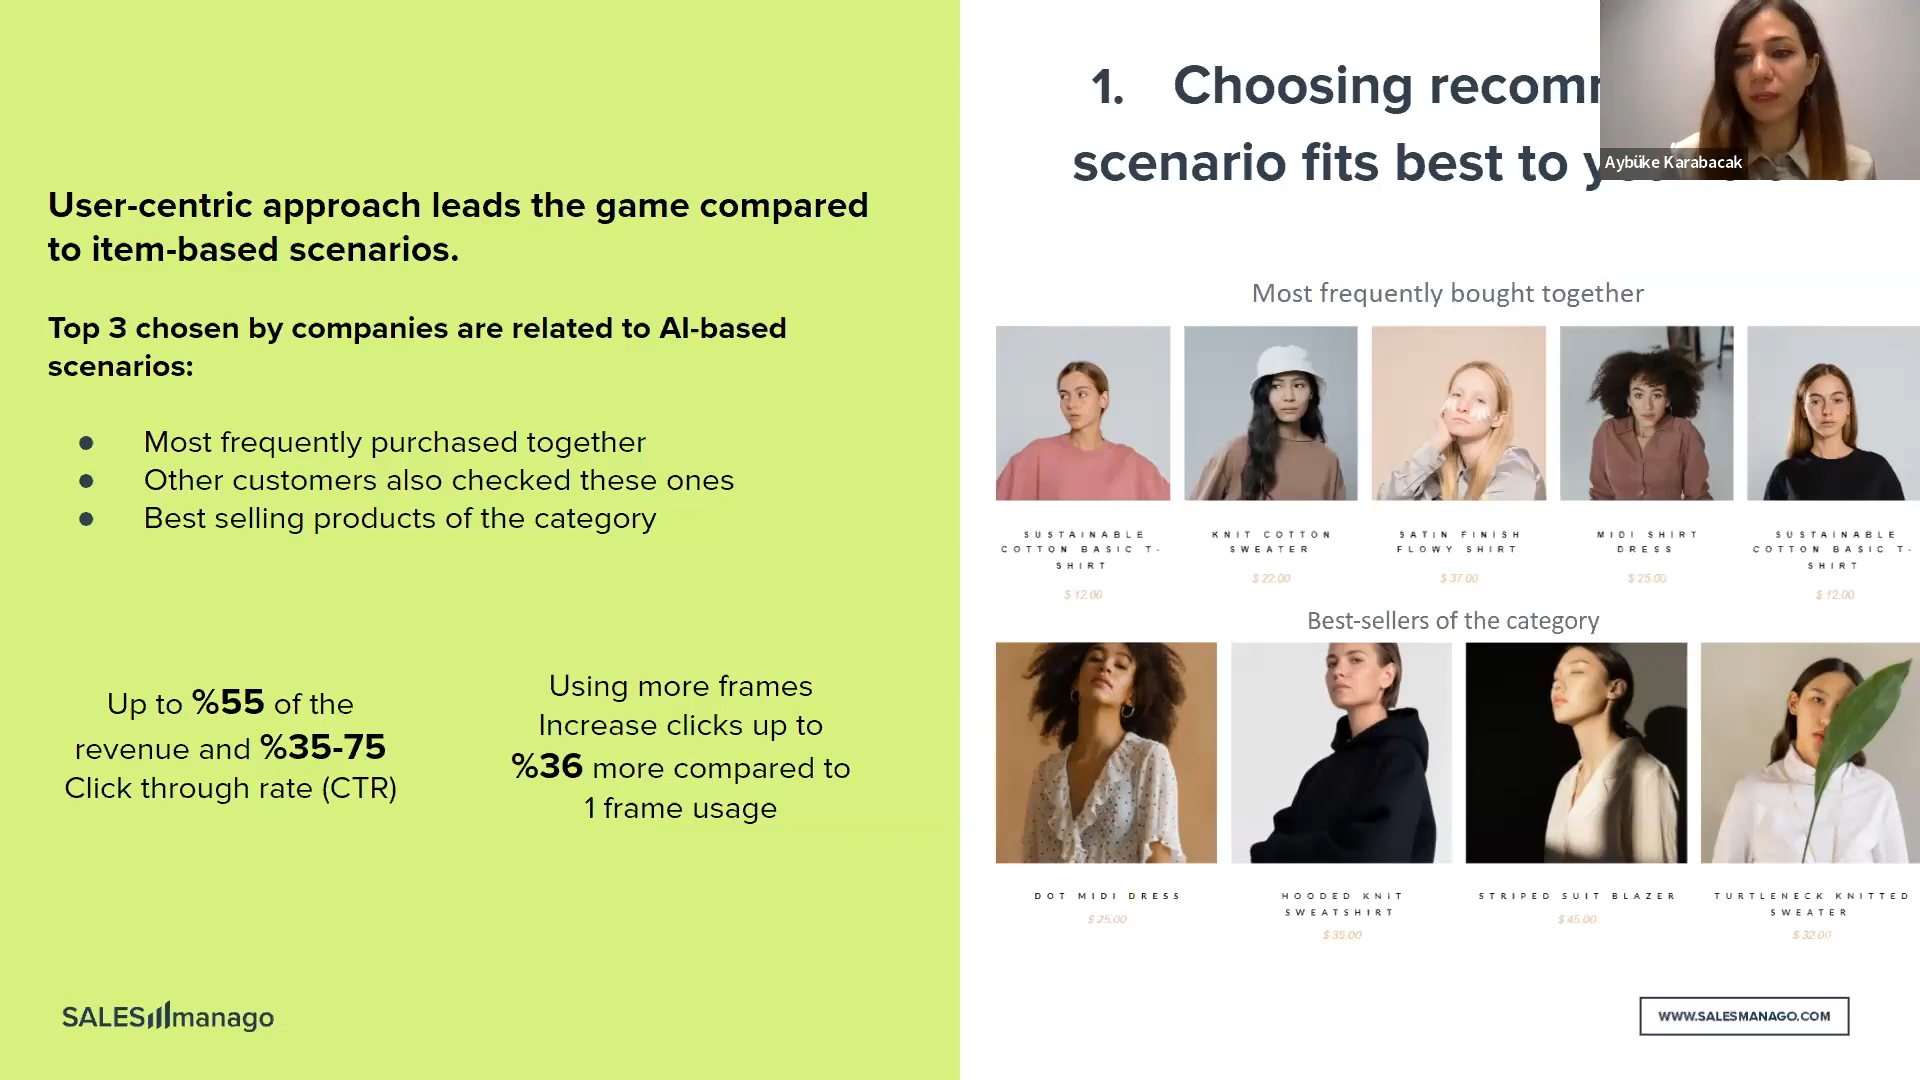 User-centric approach leads the game compared
to item-based scenarios.
Top 3 chosen by companies are related to AI-based
scenarios:
● Most frequently purchased together
● Other customers also checked these ones
● Best selling products of the category
Up to %55 of the
revenue and %35-75
Click through rate (CTR)
Using more frames
Increase clicks up to
%36 more compared to
1 frame usage
SALESmanago
1. Choosing
scenario fits best to
Aybüke Karabacak
Most frequently bought together
SUSTAINABLE
COTTON BASIC T-
SHIRT
$ 12.00
KNIT COTTON
SWEATER
$ 22.00
SATIN FINISH
FLOWY SHIRT
$ 37.00
MIDI SHIRT
DRESS
$ 25.00
SUSTAINABLE
COTTON BASIC T-
SHIRT
$ 12.00
Best-sellers of the category
DOT MIDI DRESS
$ 25.00
HOODED KNIT
SWEATSHIRT
$ 35.00
STRIPED SUIT BLAZER
$ 45.00
TURTLENECK KNITTED
SWEATER
$ 32.00
WWW.SALESMANAGO.COM